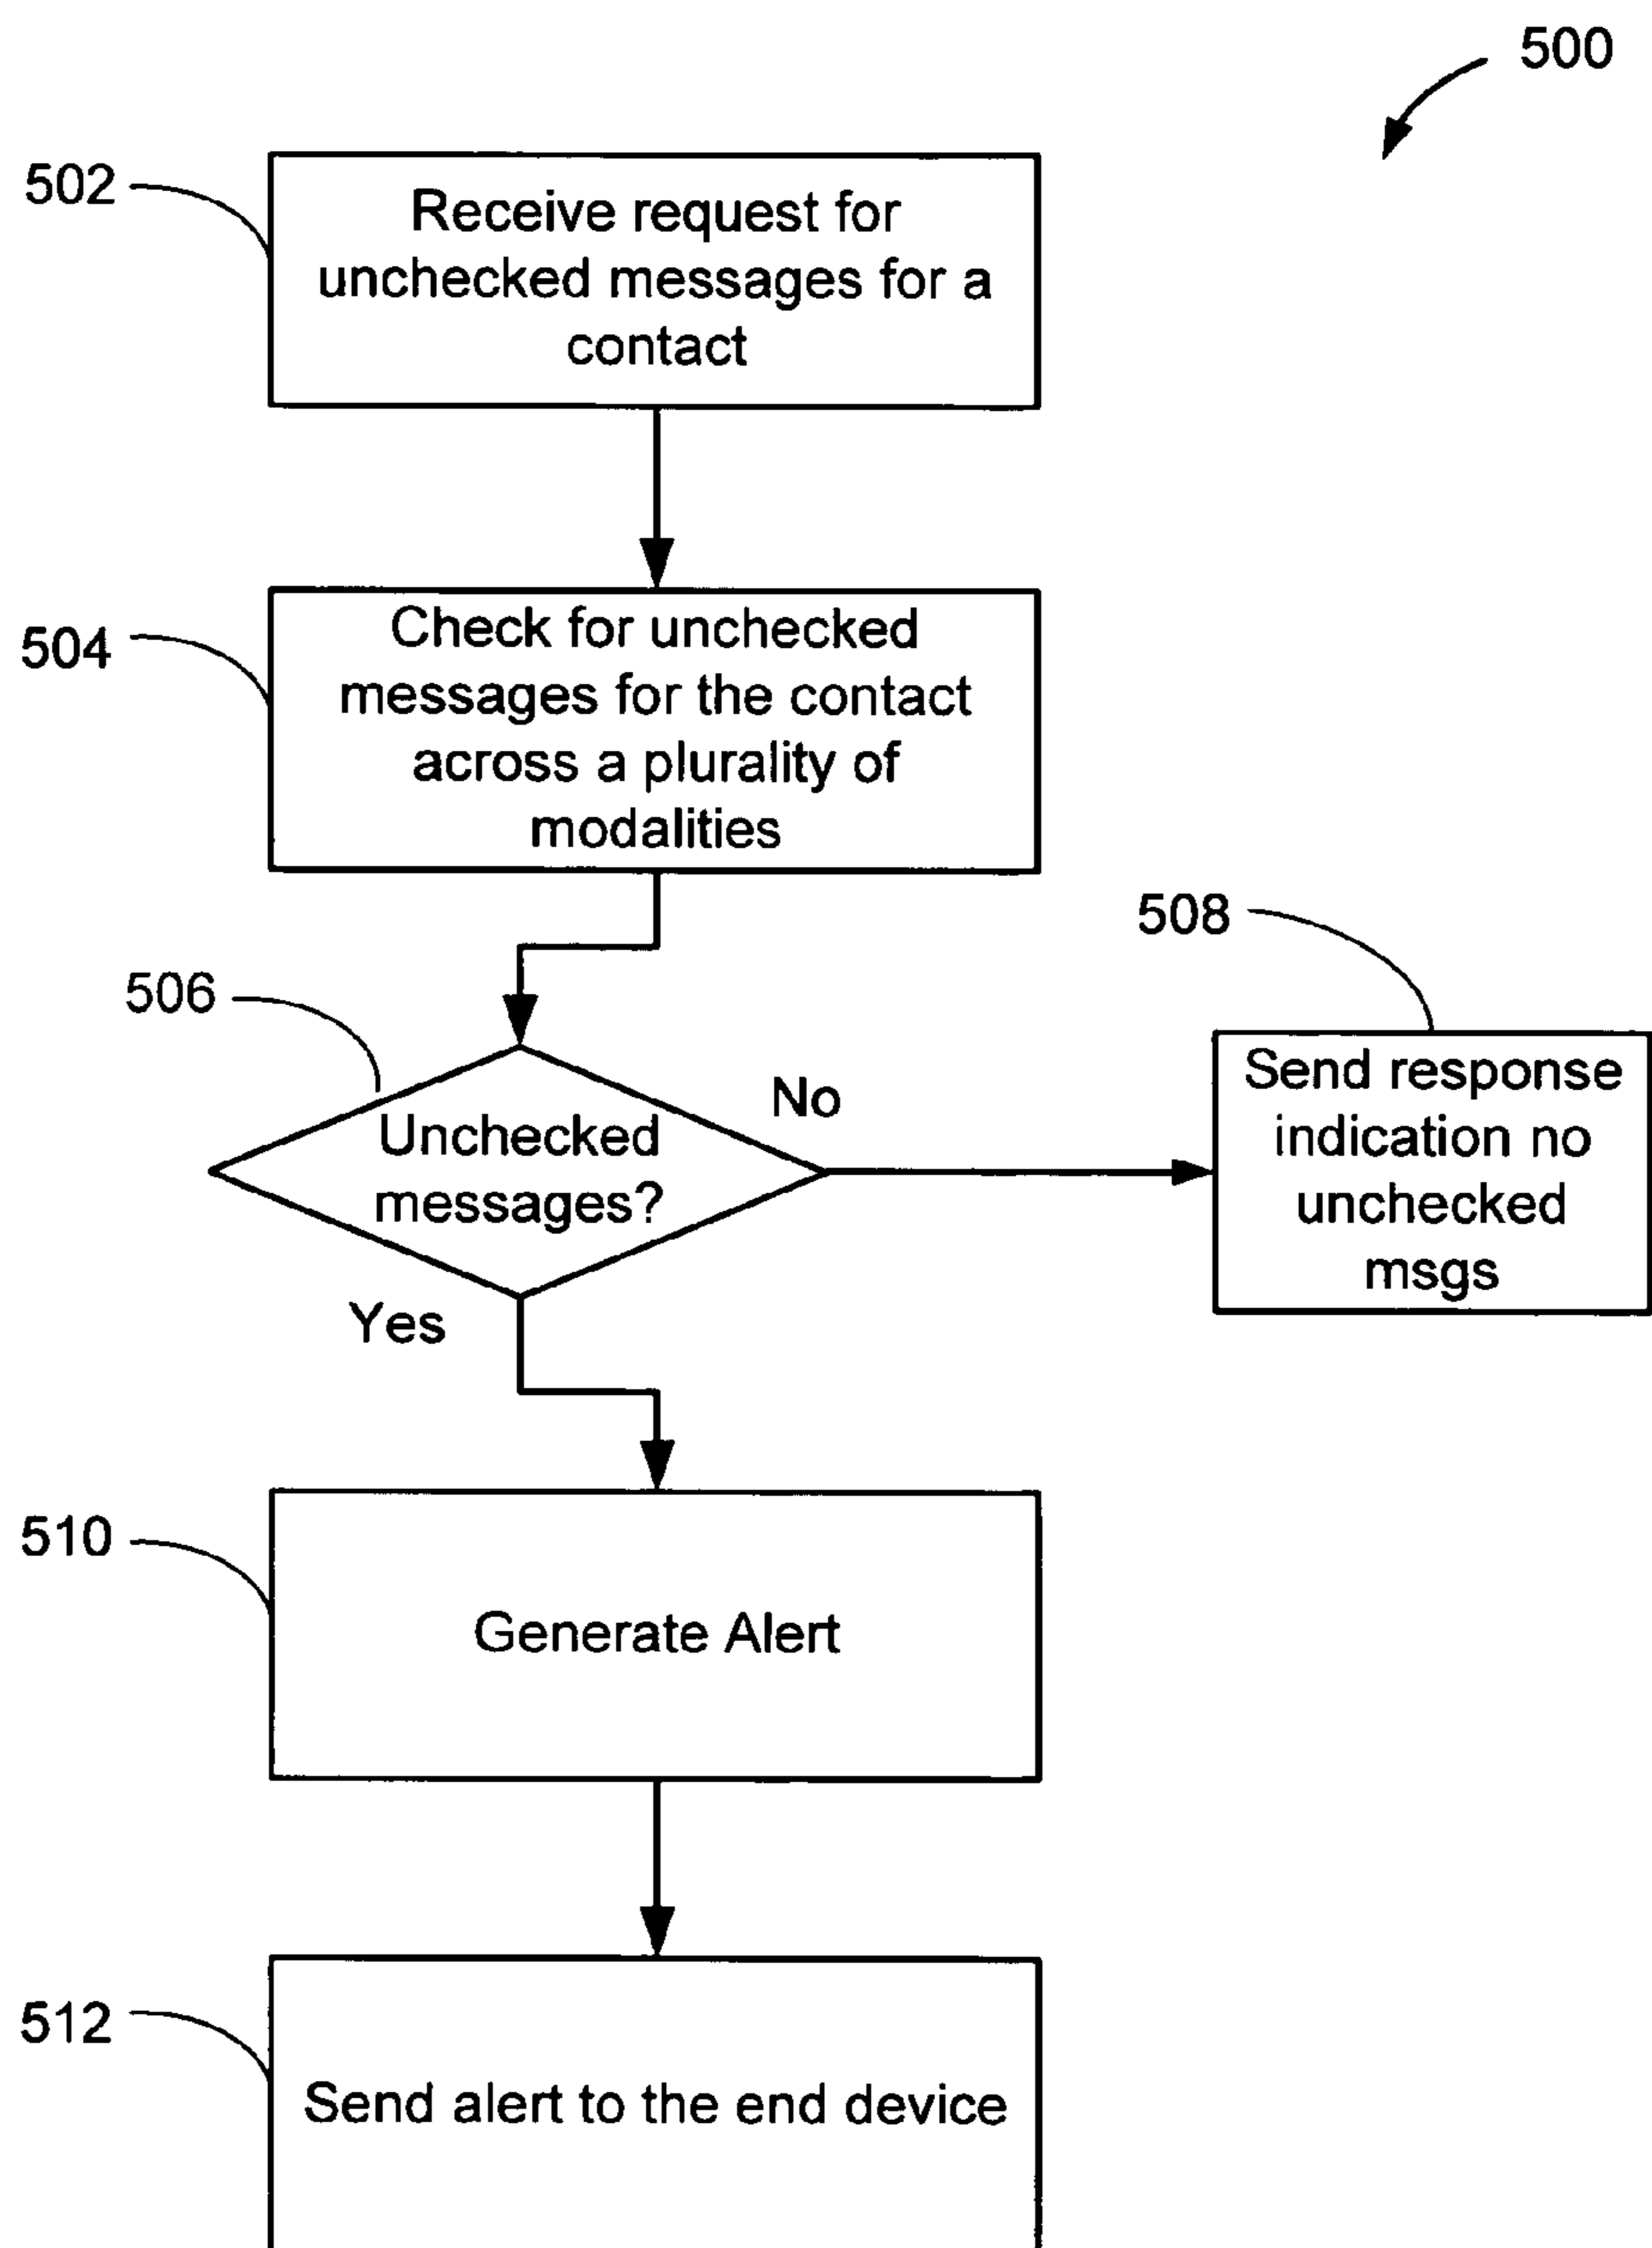 500
502
Receive request for
unchecked messages for a
contact
504
Check for unchecked
messages for the contact
across a plurality of
modalities
508
506
No
Send response
indication no
unchecked
msgs
Unchecked
messages?
Yes
510
Generate Alert
512
Send alert to the end device